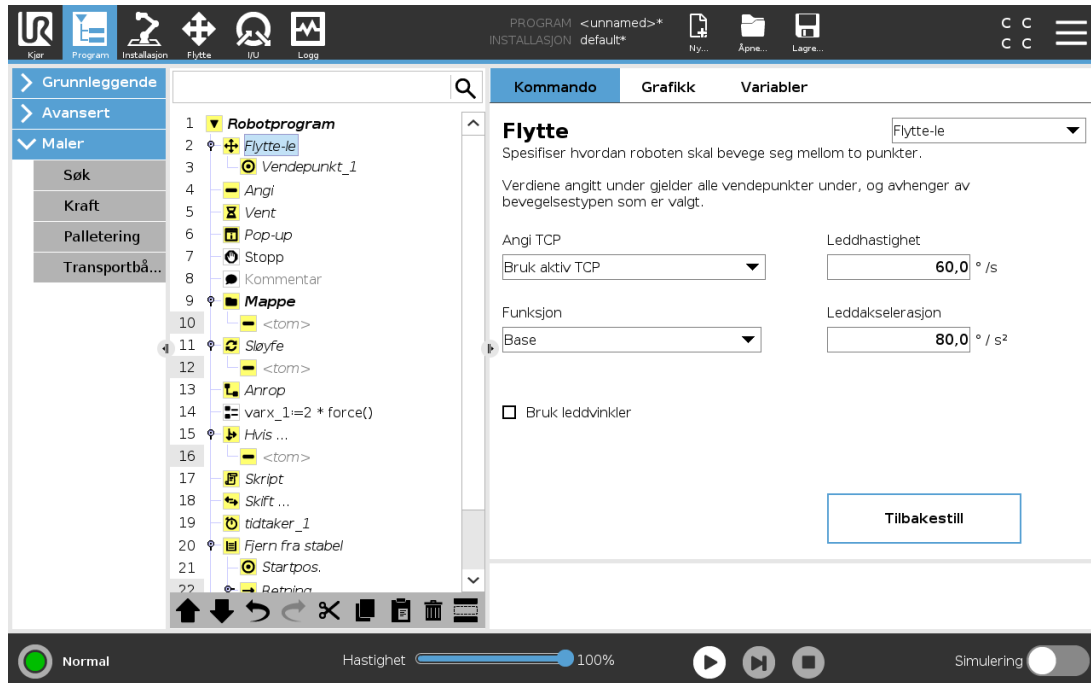 PROGRAM <unnamed>*
INSTALLASJON default*
UR
Kjør Program Installasjon Flytte I/U Logg Ny... Åpne... Lagre...
C C
C C
Grunnleggende
Avansert
Maler
Søk
Kraft
Palletering
Transportbå...
1 Robotprogram
2 Flytte-le
3 Vendepunkt_1
4 Angi
5 Vent
6 Pop-up
7 Stopp
8 Kommentar
9 Mappe
10 <tom>
11 Sløyfe
12 <tom>
13 Anrop
14 varx_1:=2 * force()
15 Hvis ...
16 <tom>
17 Skript
18 Skift ...
19 tidtaker_1
20 Fjern fra stabel
21 Startpos.
22 Retning
Kommando Grafikk Variabler
Flytte
Flytte-le
Spesifiser hvordan roboten skal bevege seg mellom to punkter.
Verdiene angitt under gjelder alle vendepunkter under, og avhenger av
bevegelsestypen som er valgt.
Angi TCP Leddhastighet
Bruk aktiv TCP 60,0 ° /s
Funksjon Leddakselerasjon
Base 80,0 ° / s²
Bruk leddvinkler
Tilbakestill
Normal Hastighet 100% Simulering